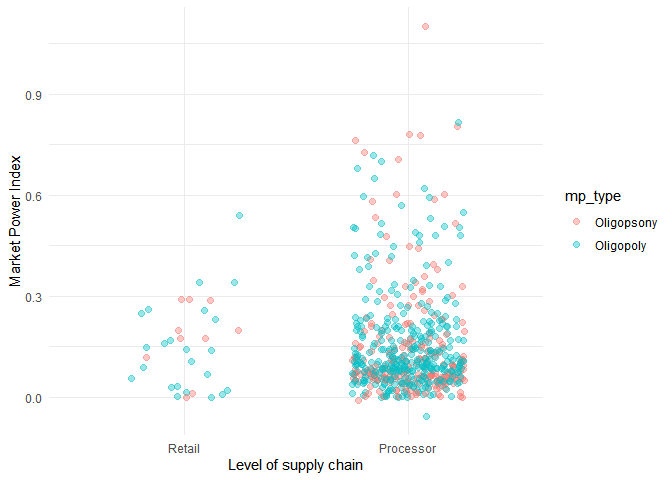 Market Power Index
0.9
0.6
0.3
0.0
Retail
Processor
Level of supply chain
mp_type
Oligopsony
Oligopoly